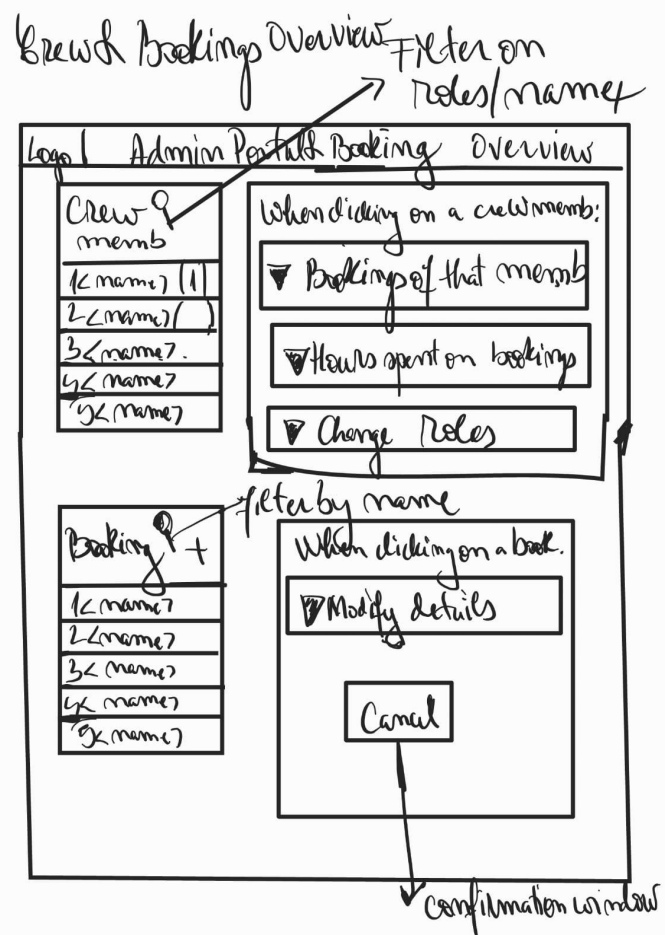 Crew & Bookings Overview
Filter on
roles/name
Logo | Admin Portal & Booking Overview
Crew
memb
1<name> (1)
2<name> ( )
3<name>.
4<name>
5<name>
When clicking on a crew memb:
Bookings of that memb
Hours spent on bookings
Change Roles
filter by name
Booking +
1<name>
2<name>
3<name>
4<name>
5<name>
When clicking on a book.
Modify details
Cancel
confirmation window